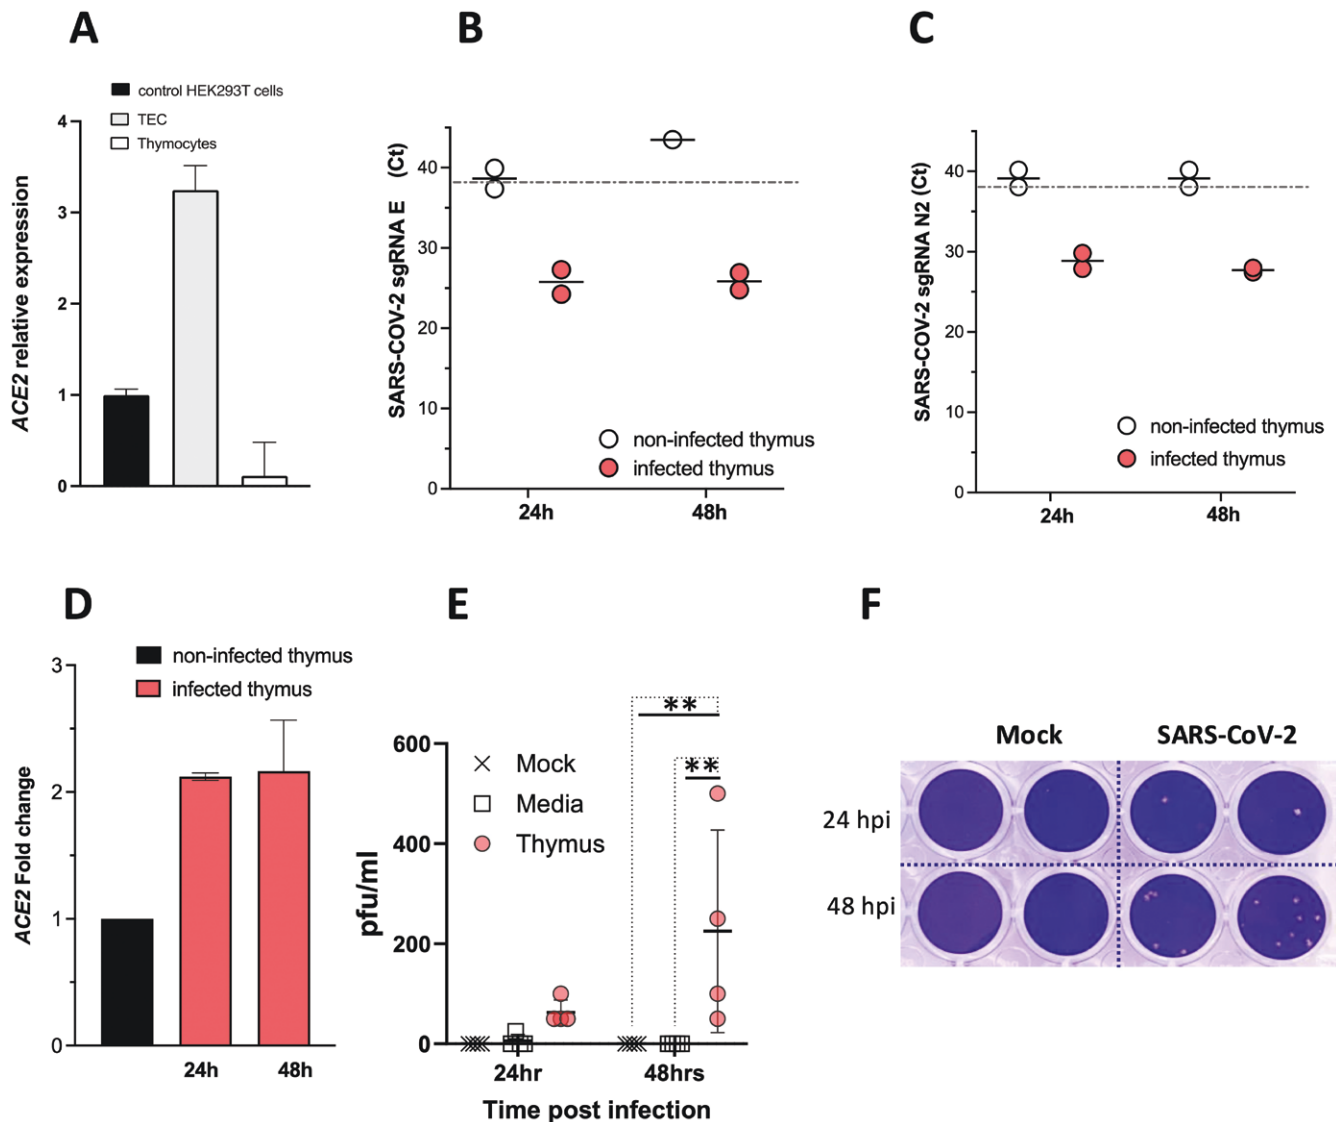 A
control HEK293T cells
TEC
Thymocytes
ACE2 relative expression
4
3
2
1
0
B
SARS-COV-2 sgRNA E (Ct)
40
30
20
10
0
non-infected thymus
infected thymus
24h
48h
C
SARS-COV-2 sgRNA N2 (Ct)
40
30
20
10
0
non-infected thymus
infected thymus
24h
48h
D
non-infected thymus
infected thymus
ACE2 Fold change
3
2
1
0
24h
48h
E
**
**
Mock
Media
Thymus
pfu/ml
600
400
200
0
24hr
48hrs
Time post infection
F
Mock
SARS-CoV-2
24 hpi
48 hpi